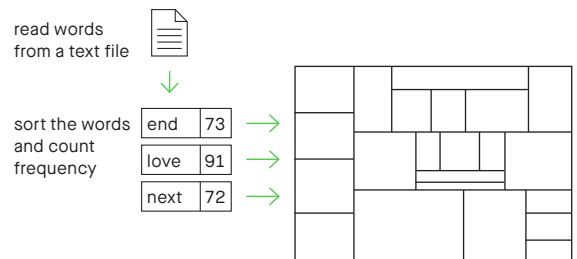 read words
from a text file
sort the words
and count
frequency
end 73
love 91
next 72